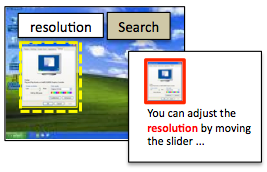 resolution
Search
You can adjust the
resolution by moving
the slider ...